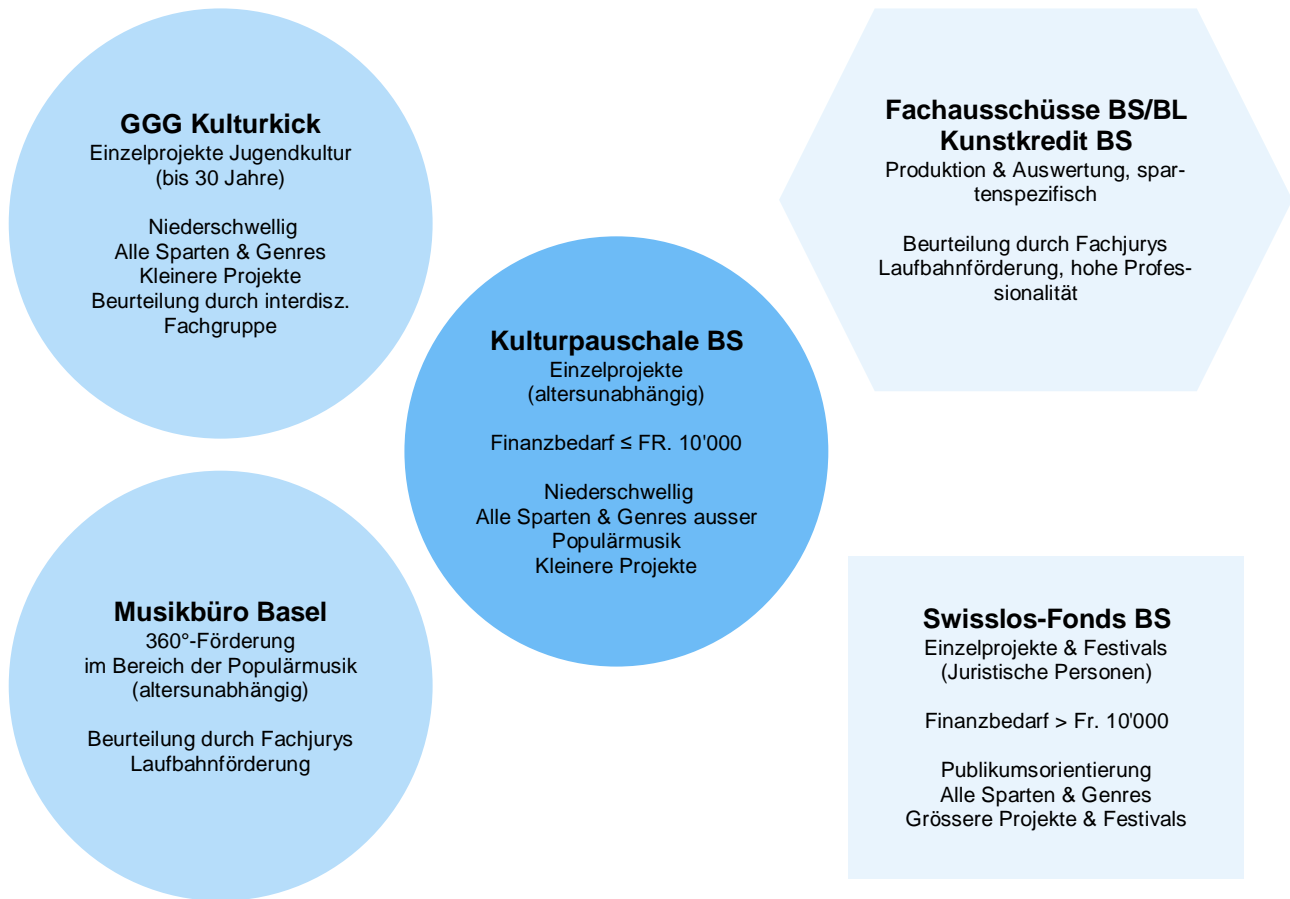 GGG Kulturkick
Einzelprojekte Jugendkultur
(bis 30 Jahre)
Niederschwellig
Alle Sparten & Genres
Kleinere Projekte
Beurteilung durch interdisz.
Fachgruppe
Fachausschüsse BS/BL
Kunstkredit BS
Produktion & Auswertung, spar-
tenspezifisch
Beurteilung durch Fachjurys
Laufbahnförderung, hohe Profes-
sionalität
Kulturpauschale BS
Einzelprojekte
(altersunabhängig)
Finanzbedarf ≤ FR. 10'000
Niederschwellig
Alle Sparten & Genres ausser
Populärmusik
Kleinere Projekte
Musikbüro Basel
360°-Förderung
im Bereich der Populärmusik
(altersunabhängig)
Beurteilung durch Fachjurys
Laufbahnförderung
Swisslos-Fonds BS
Einzelprojekte & Festivals
(Juristische Personen)
Finanzbedarf > Fr. 10'000
Publikumsorientierung
Alle Sparten & Genres
Grössere Projekte & Festivals